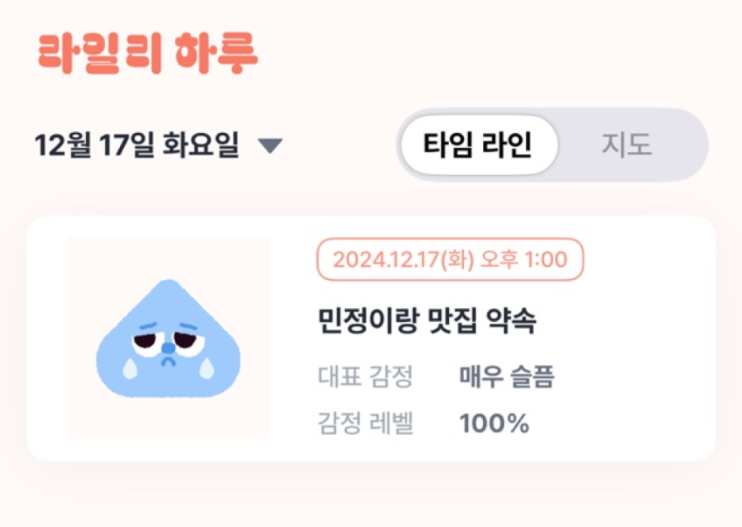 라일리 하루
12월 17일 화요일
타임 라인
지도
2024.12.17(화) 오후 1:00
민정이랑 맛집 약속
대표 감정 매우 슬픔
감정 레벨 100%